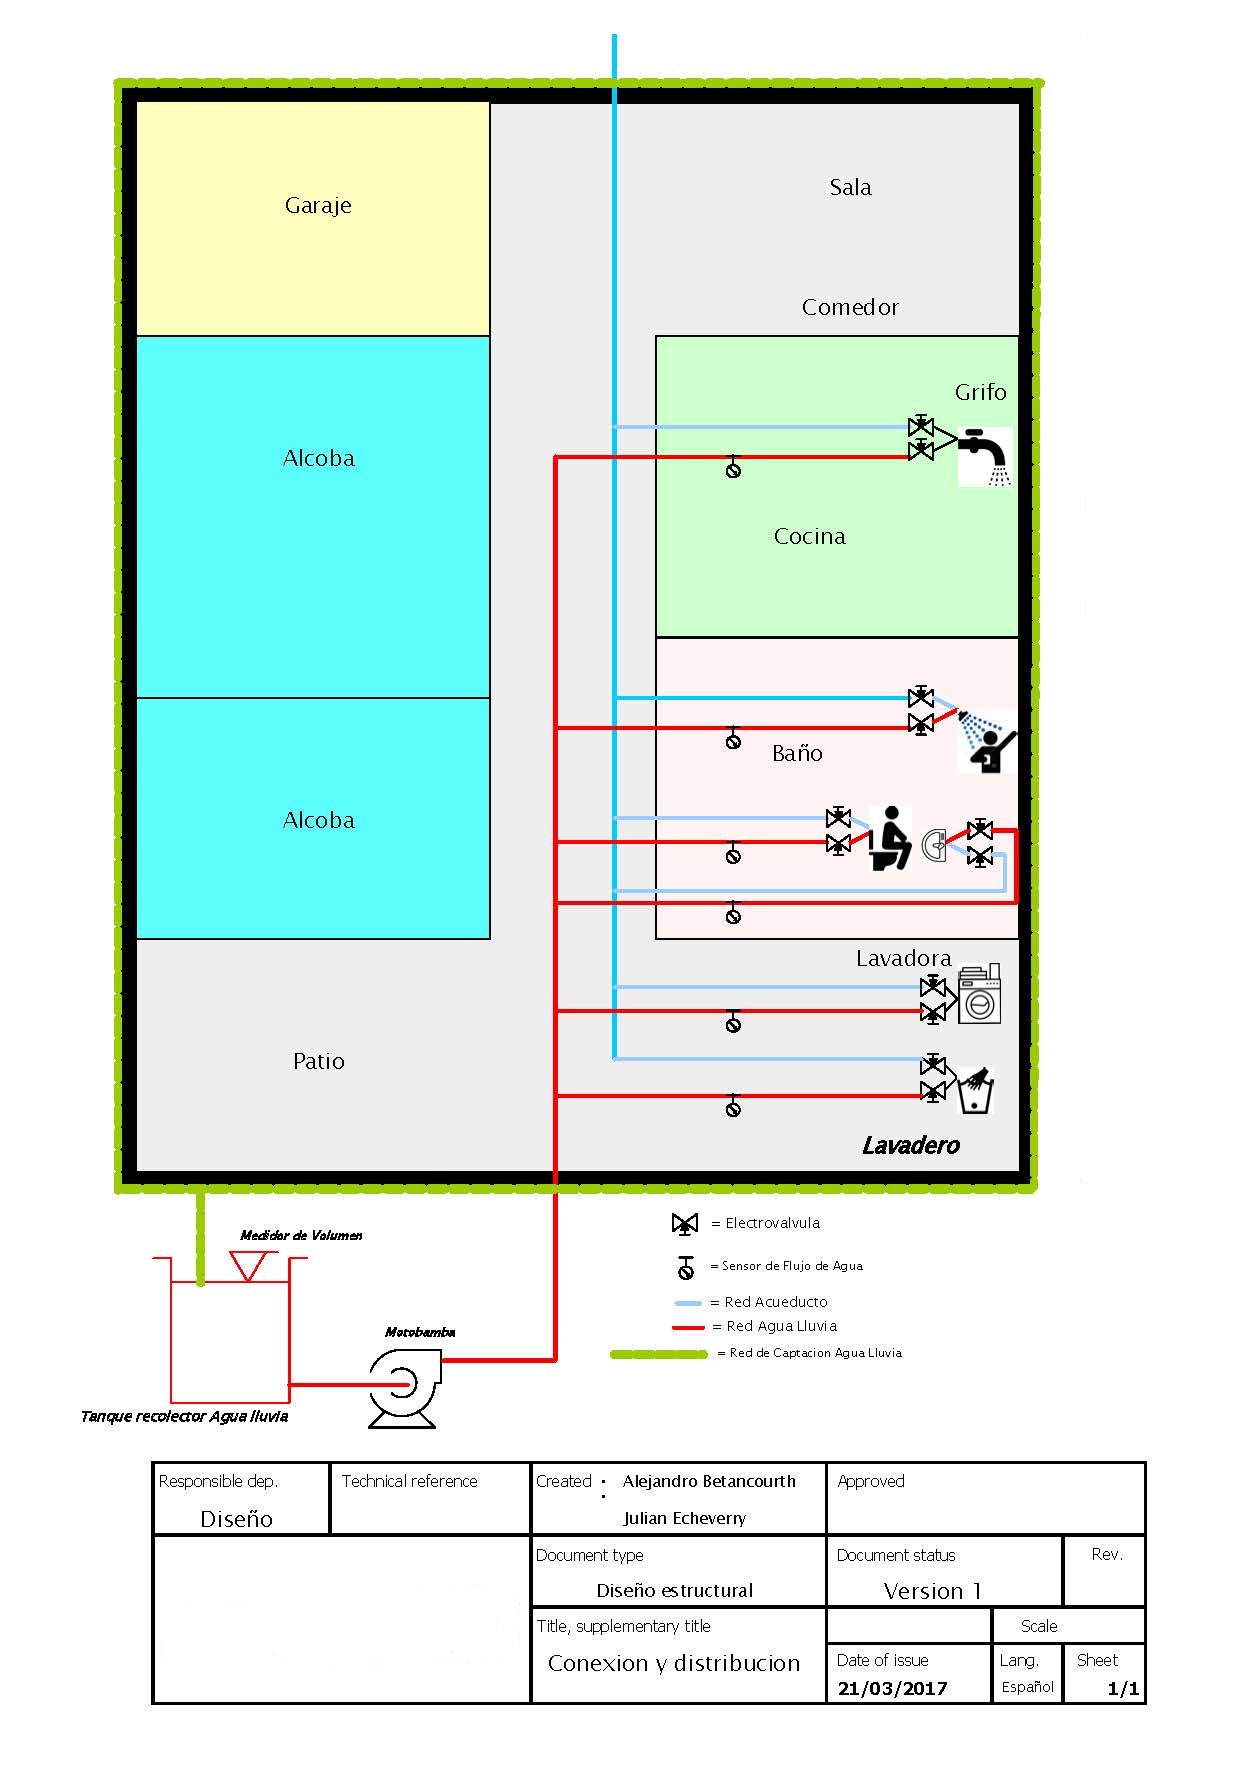 Garaje
Sala
Comedor
Grifo
Alcoba
Cocina
Baño
Alcoba
Lavadora
Patio
Lavadero
Medidor de Volumen
= Electrovalvula
= Sensor de Flujo de Agua
= Red Acueducto
= Red Agua Lluvia
= Red de Captacion Agua Lluvia
Motobamba
Tanque recolector Agua lluvia
Responsible dep.
Diseño
Technical reference
Created :
Alejandro Betancourth
Julian Echeverry
Approved
Document type
Diseño estructural
Document status
Version 1
Rev.
Title, supplementary title
Conexion y distribucion
Scale
Date of issue
21/03/2017
Lang.
Español
Sheet
1/1